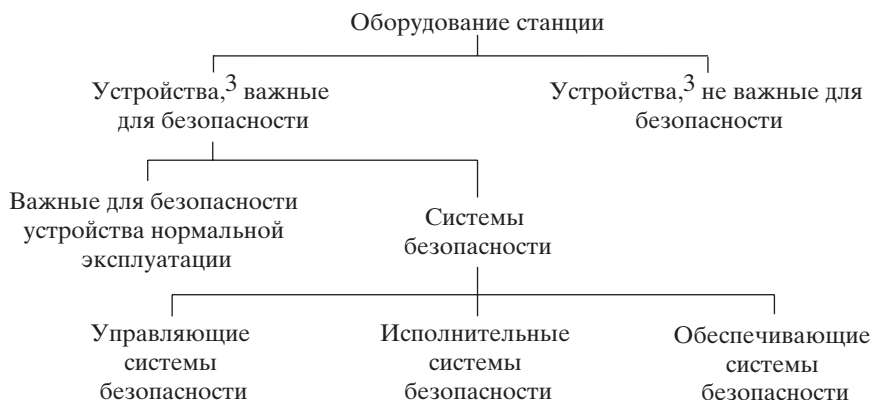 Оборудование станции
Устройства,³ важные
для безопасности
Устройства,³ не важные для
безопасности
Важные для безопасности
устройства нормальной
эксплуатации
Системы
безопасности
Управляющие
системы
безопасности
Исполнительные
системы
безопасности
Обеспечивающие
системы
безопасности